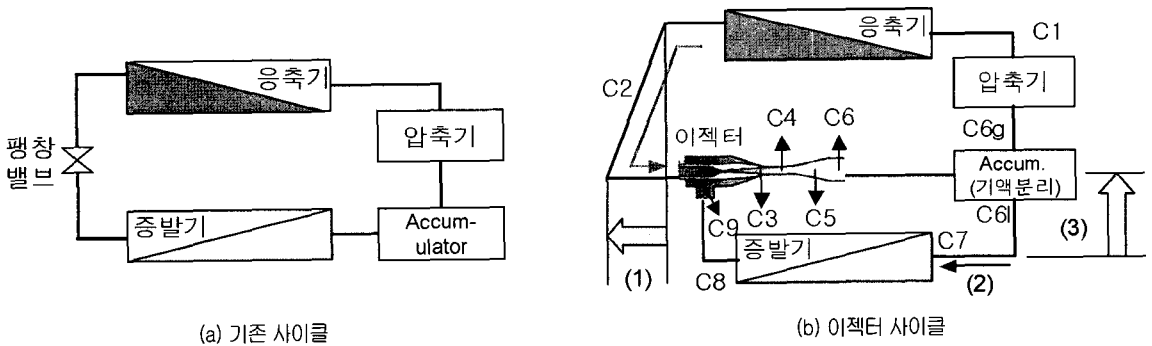 응축기
팽창
밸브
압축기
증발기
Accum-
ulator
(a) 기존 사이클
응축기
C1
C2
압축기
C4
C6
C6g
이젝터
Accum.
(기액분리)
C9
C3
C5
C6l
(3)
증발기
C7
(1)
C8
(2)
(b) 이젝터 사이클